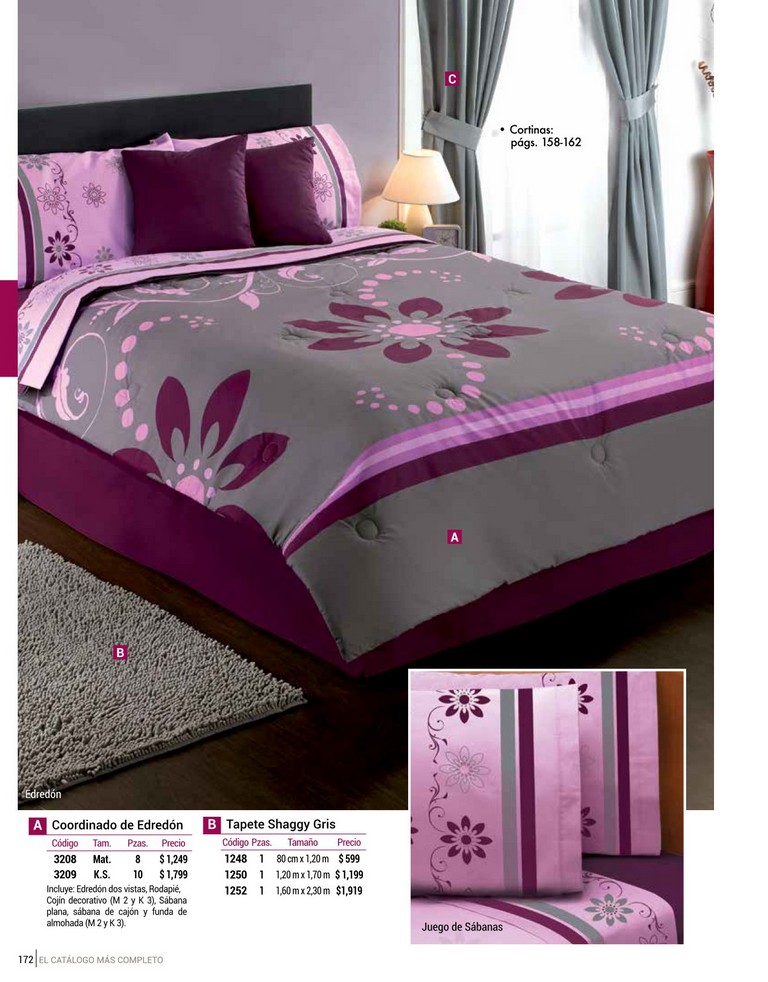 C
• Cortinas:
págs. 158-162
A
B
Edredón
A Coordinado de Edredón
Código Tam. Pzas. Precio
3208 Mat. 8 $ 1,249
3209 K.S. 10 $ 1,799
Incluye: Edredón dos vistas, Rodapié,
Cojín decorativo (M 2 y K 3), Sábana
plana, sábana de cajón y funda de
almohada (M 2 y K 3).
B Tapete Shaggy Gris
Código Pzas. Tamaño Precio
1248 1 80 cm x 1,20 m $ 599
1250 1 1,20 m x 1,70 m $ 1,199
1252 1 1,60 m x 2,30 m $1,919
Juego de Sábanas
172 EL CATÁLOGO MÁS COMPLETO